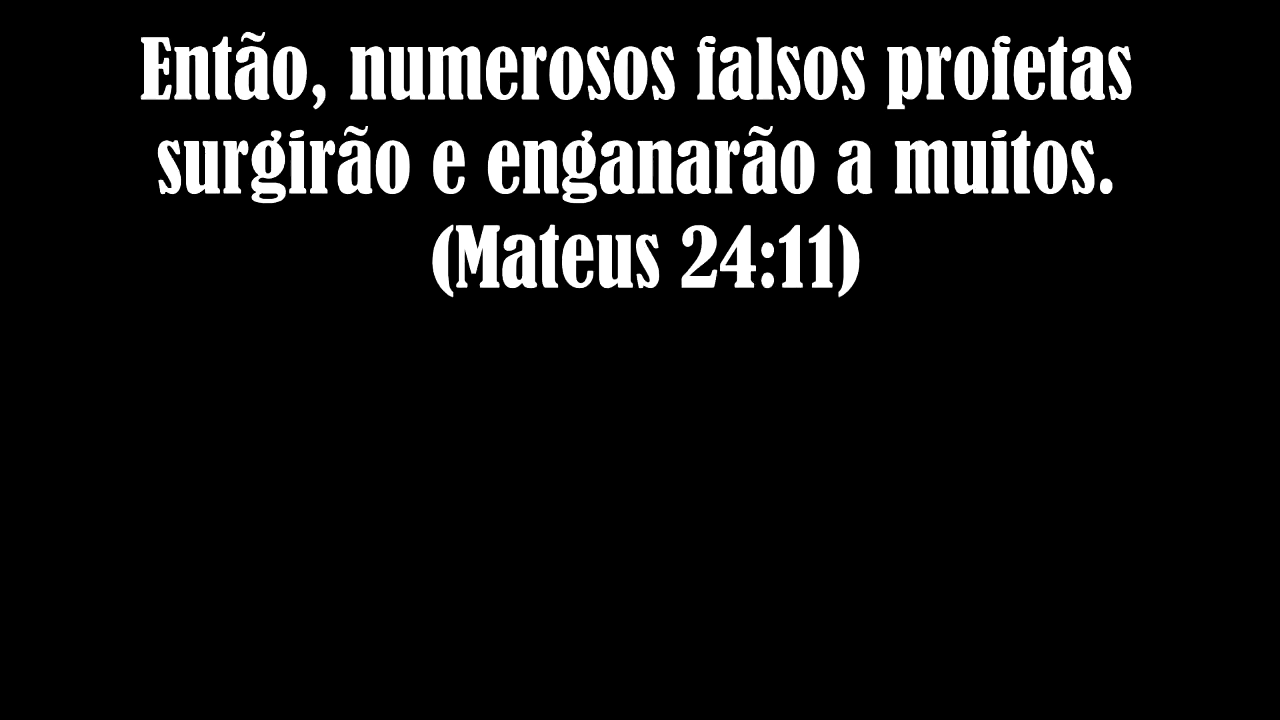 Então, numerosos falsos profetas
surgirão e enganarão a muitos.
(Mateus 24:11)